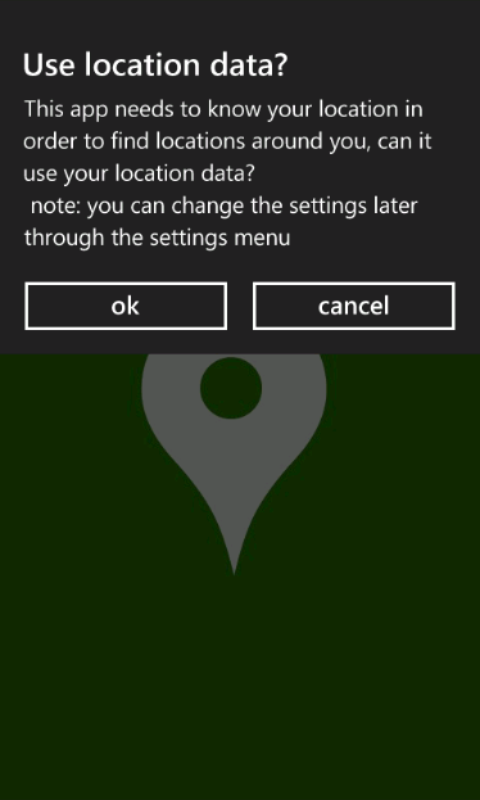 Use location data?
This app needs to know your location in
order to find locations around you, can it
use your location data?
note: you can change the settings later
through the settings menu
ok
cancel